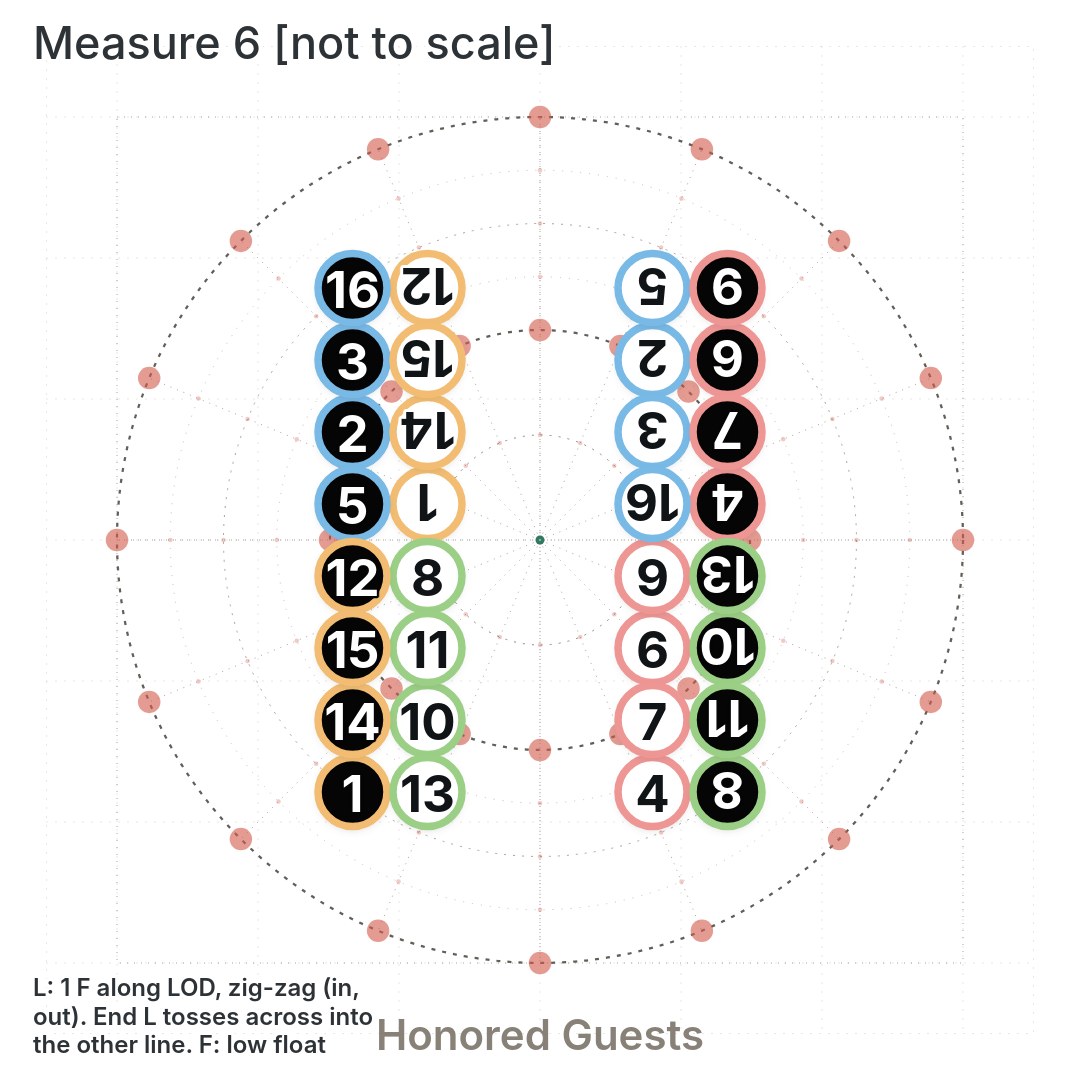 Measure 6 [not to scale]
16 12 5 9
3 15 2 6
2 14 3 7
5 1 16 4
12 8 9 13
15 11 6 10
14 10 7 11
1 13 4 8
L: 1 F along LOD, zig-zag (in,
out). End L tosses across into
the other line. F: low float
Honored Guests